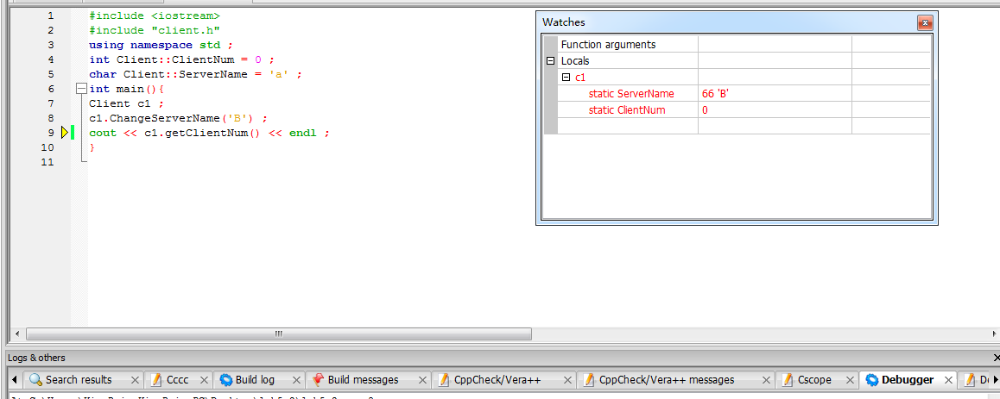 1 #include <iostream>
2 #include "client.h"
3 using namespace std ;
4 int Client::ClientNum = 0 ;
5 char Client::ServerName = 'a' ;
6 int main(){
7 Client c1 ;
8 c1.ChangeServerName('B') ;
9 cout << c1.getClientNum() << endl ;
10 }
11
Watches
Function arguments
Locals
c1
static ServerName 66 'B'
static ClientNum 0
Logs & others
Search results Cccc Build log Build messages CppCheck/Vera++ CppCheck/Vera++ messages Cscope Debugger